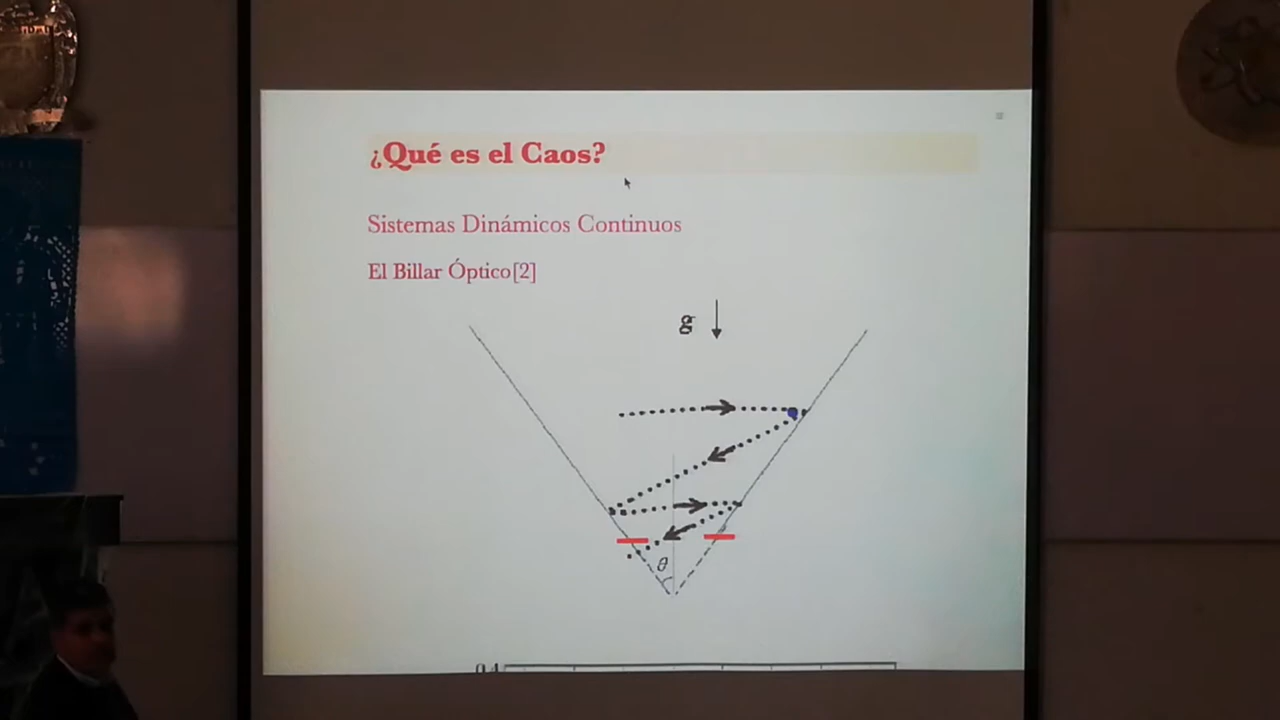 ¿Qué es el Caos?
Sistemas Dinámicos Continuos
El Billar Óptico[2]
g
θ